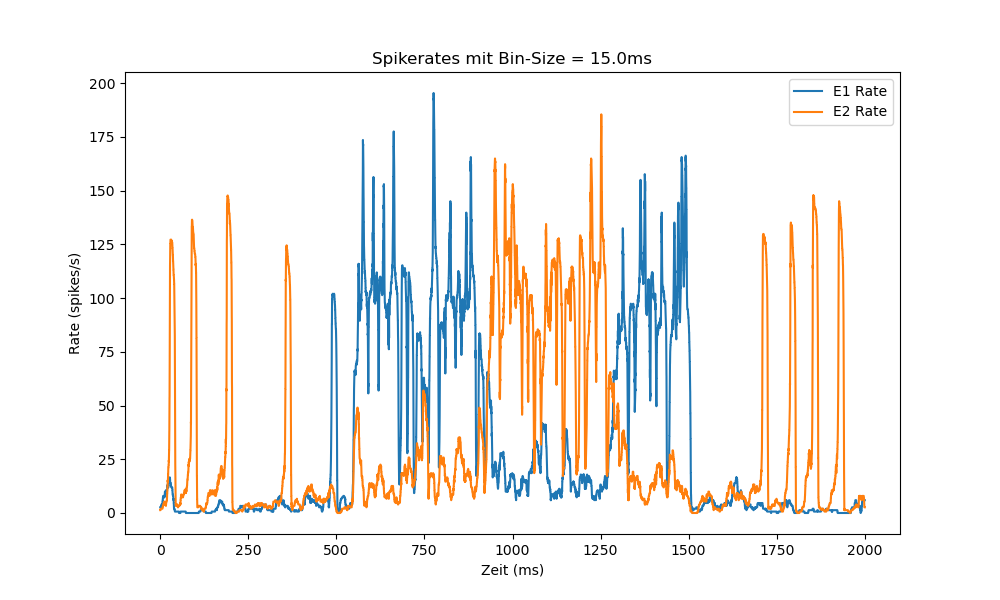 Spikerates mit Bin-Size = 15.0ms
E1 Rate
E2 Rate
Rate (spikes/s)
200
175
150
125
100
75
50
25
0
0 250 500 750 1000 1250 1500 1750 2000
Zeit (ms)